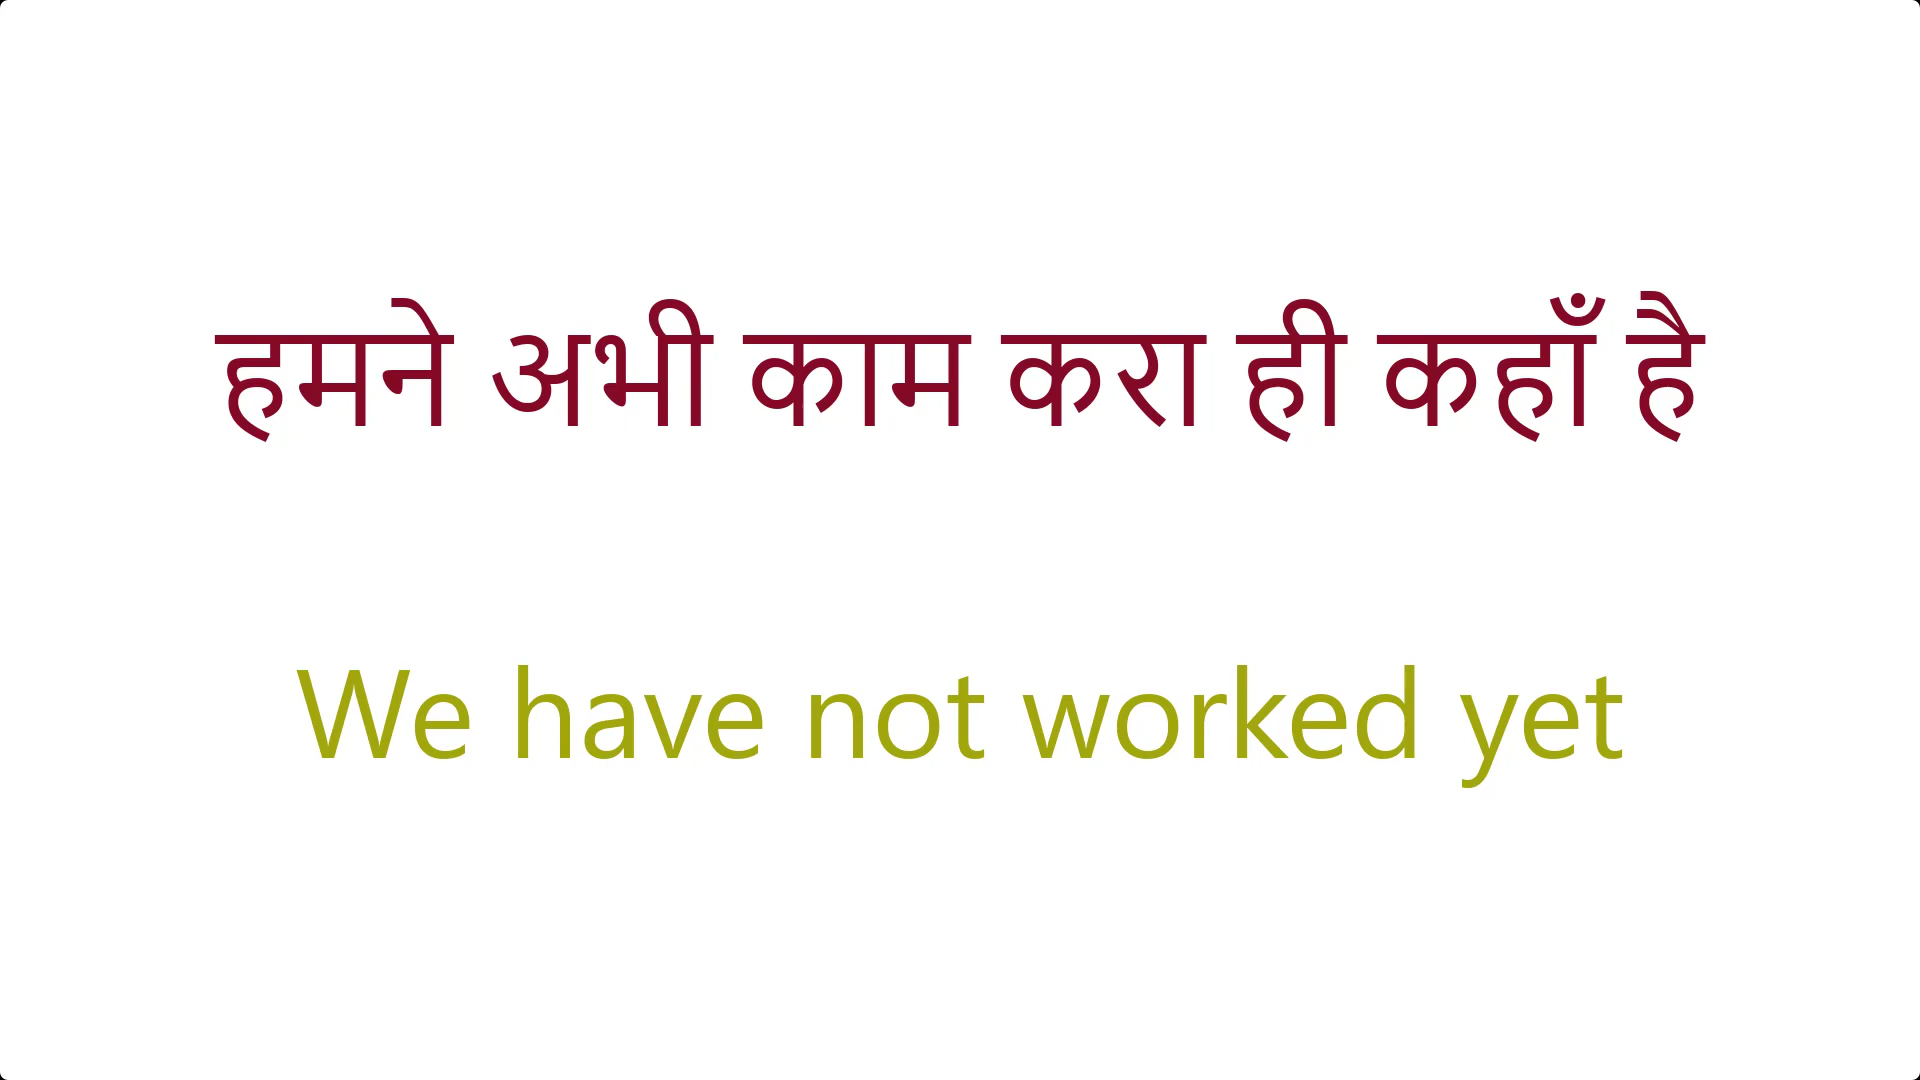 हमने अभी काम करा ही कहाँ है
We have not worked yet